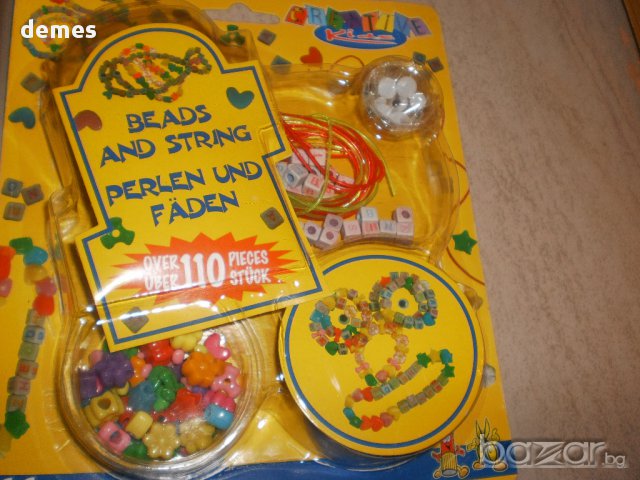 demes
CREATIVE
Kids
BEADS
AND STRING
PERLEN UND
FÄDEN
OVER
ÜBER
110
PIECES
STÜCK
bazar.bg